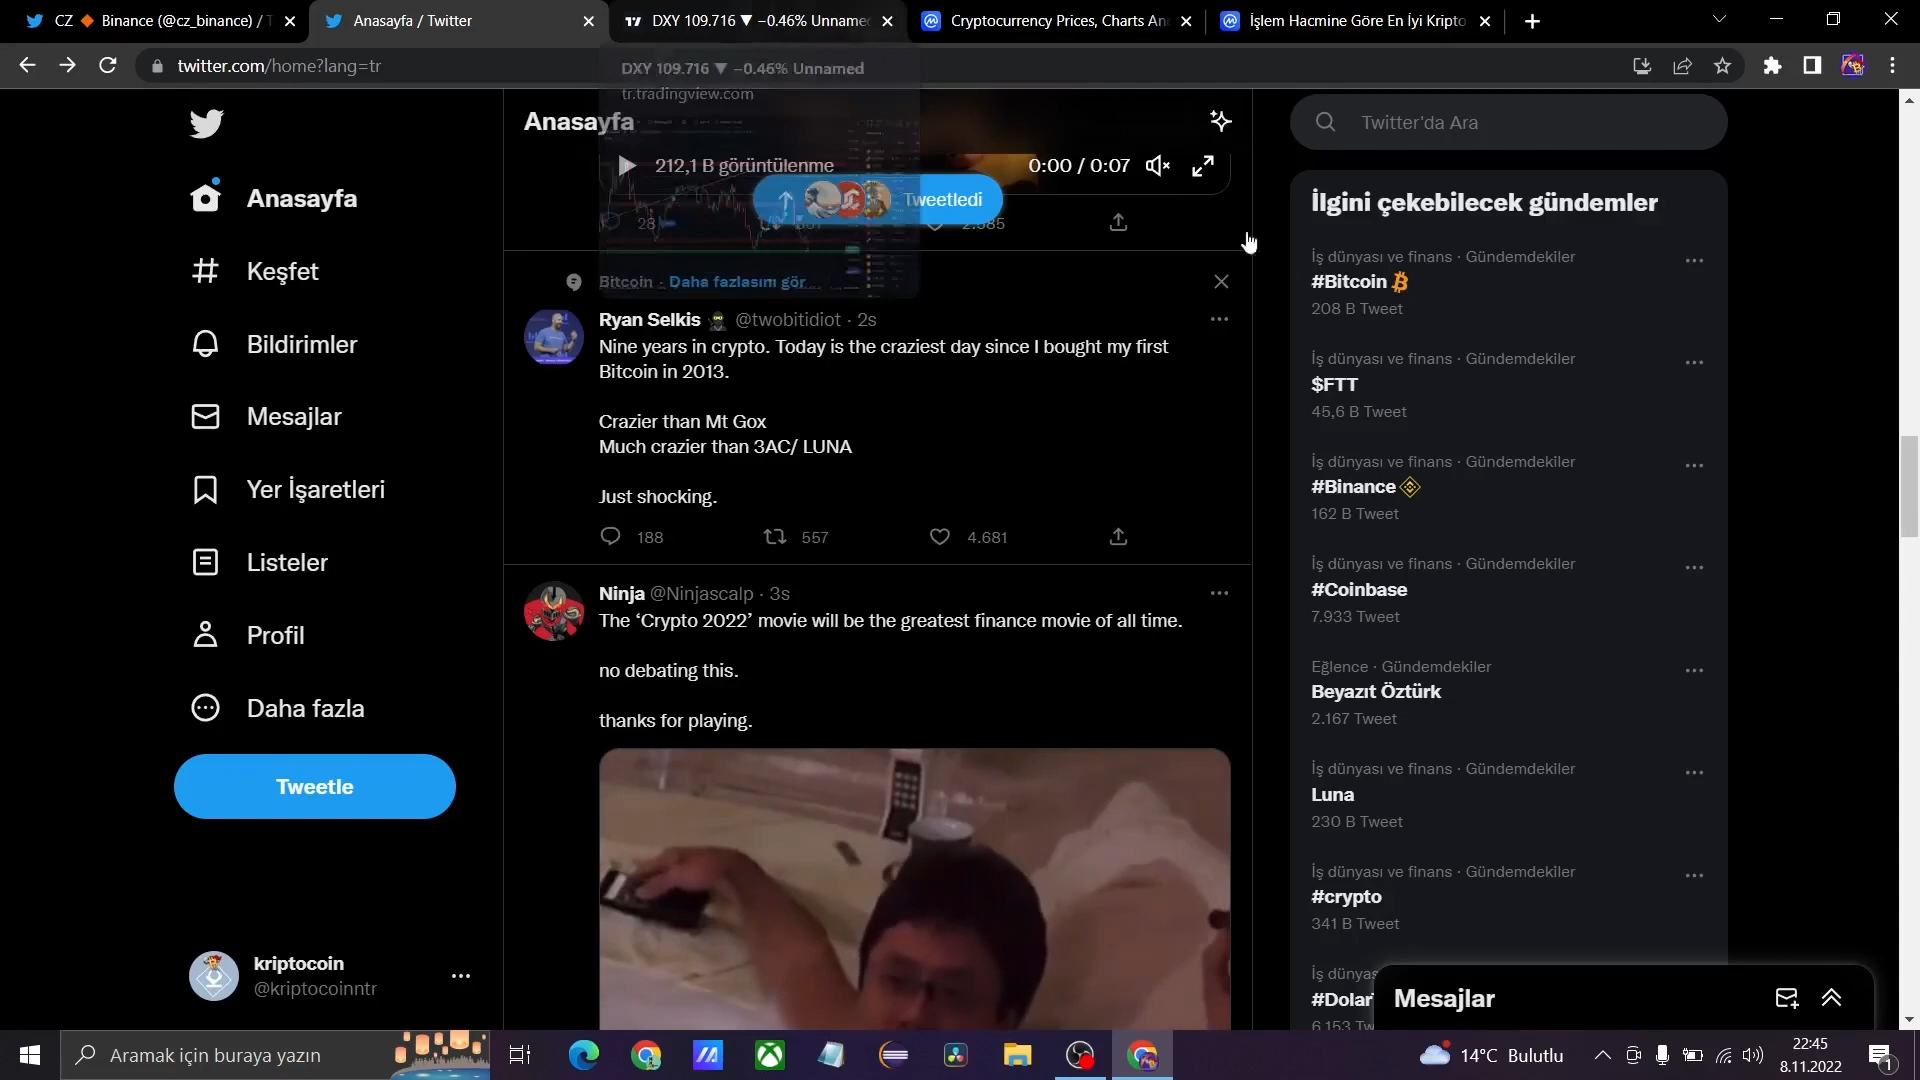 CZ 🔶 Binance (@cz_binance) / T
Anasayfa / Twitter
DXY 109.716 ▼ −0.46% Unnamed
Cryptocurrency Prices, Charts An
İşlem Hacmine Göre En İyi Kripto
twitter.com/home?lang=tr
DXY 109.716 ▼ −0.46% Unnamed
tr.tradingview.com
Anasayfa
Keşfet
Bildirimler
Mesajlar
Yer İşaretleri
Listeler
Profil
Daha fazla
Tweetle
kriptocoin
@kriptocoinntr
Anasayfa
212,1 B görüntülenme
0:00 / 0:07
Tweetledi
Bitcoin · Daha fazlasını gör
Ryan Selkis @twobitidiot · 2s
Nine years in crypto. Today is the craziest day since I bought my first
Bitcoin in 2013.
Crazier than Mt Gox
Much crazier than 3AC/ LUNA
Just shocking.
188
557
4.681
Ninja @Ninjascalp · 3s
The ‘Crypto 2022’ movie will be the greatest finance movie of all time.
no debating this.
thanks for playing.
Twitter'da Ara
İlgini çekebilecek gündemler
İş dünyası ve finans · Gündemdekiler
#Bitcoin
208 B Tweet
İş dünyası ve finans · Gündemdekiler
$FTT
45,6 B Tweet
İş dünyası ve finans · Gündemdekiler
#Binance
162 B Tweet
İş dünyası ve finans · Gündemdekiler
#Coinbase
7.933 Tweet
Eğlence · Gündemdekiler
Beyazıt Öztürk
2.167 Tweet
İş dünyası ve finans · Gündemdekiler
Luna
230 B Tweet
İş dünyası ve finans · Gündemdekiler
#crypto
341 B Tweet
İş dünyas
#Dolar
6.153 Tw
Mesajlar
Aramak için buraya yazın
14°C Bulutlu
22:45
8.11.2022
1